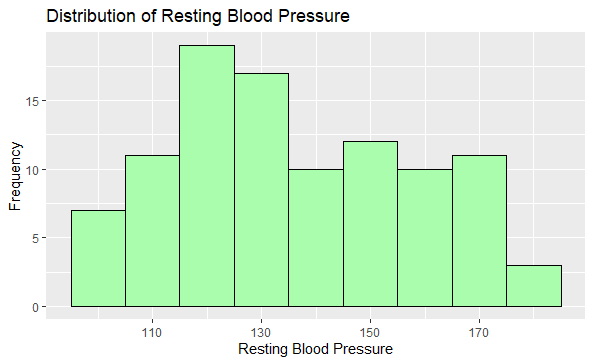 Distribution of Resting Blood Pressure
15
10
5
0
Frequency
110 130 150 170
Resting Blood Pressure